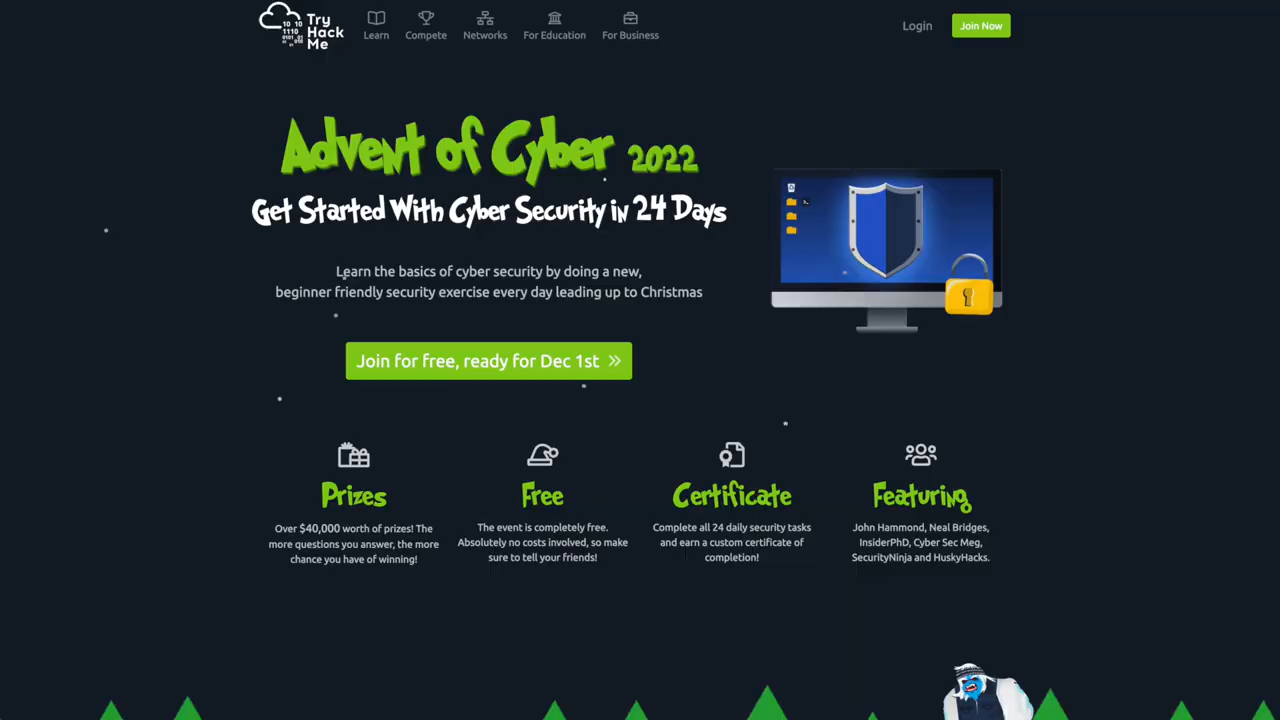 Try
Hack
Me
Learn
Compete
Networks
For Education
For Business
Login
Join Now
Advent of Cyber 2022
Get Started With Cyber Security in 24 Days
Learn the basics of cyber security by doing a new,
beginner friendly security exercise every day leading up to Christmas
Join for free, ready for Dec 1st »
Prizes
Over $40,000 worth of prizes! The
more questions you answer, the more
chance you have of winning!
Free
The event is completely free.
Absolutely no costs involved, so make
sure to tell your friends!
Certificate
Complete all 24 daily security tasks
and earn a custom certificate of
completion!
Featuring
John Hammond, Neal Bridges,
InsiderPhD, Cyber Sec Meg,
SecurityNinja and HuskyHacks.